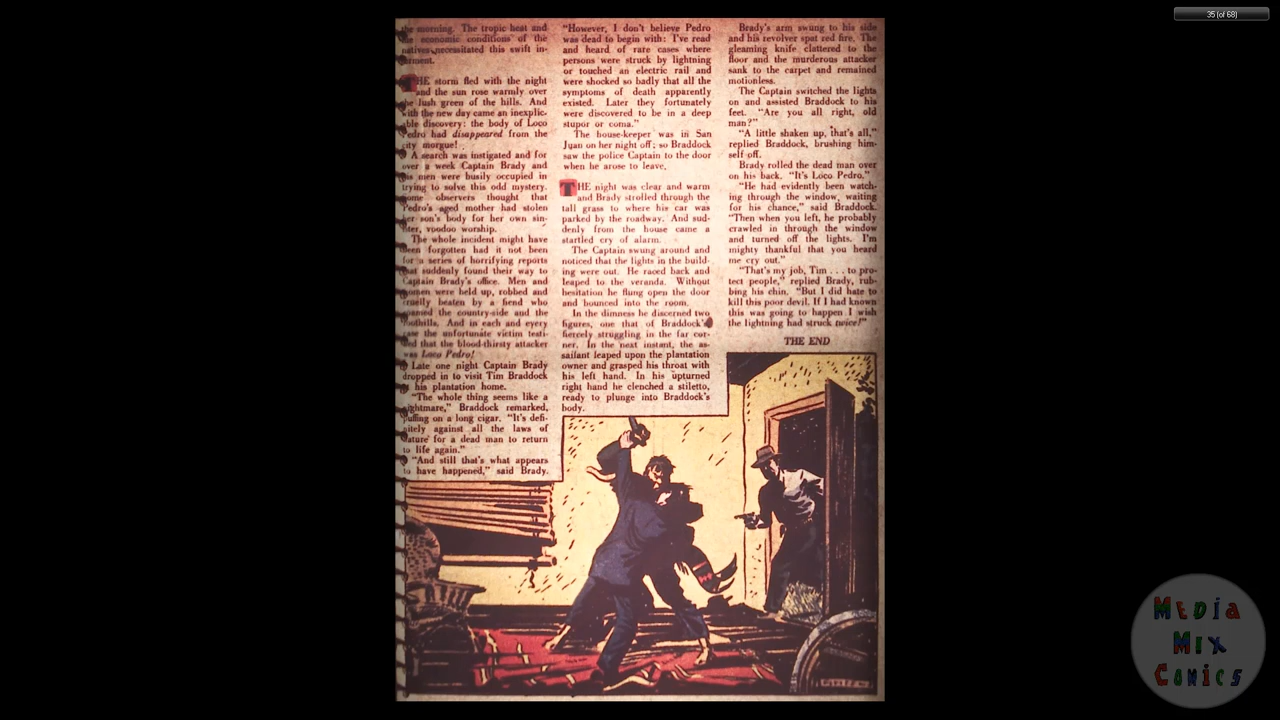 35 (of 68)
the morning. The tropic heat and
the economic conditions of the
natives necessitated this swift in-
terment.
THE storm fled with the night
and the sun rose warmly over
the lush green of the hills. And
with the new day came an inexplic-
able discovery: the body of Loco
Pedro had disappeared from the
city morgue!
A search was instigated and for
over a week Captain Brady and
his men were busily occupied in
trying to solve this odd mystery.
Some observers thought that
Pedro's aged mother had stolen
her son's body for her own sin-
ister, voodoo worship.
The whole incident might have
been forgotten had it not been
for a series of horrifying reports
that suddenly found their way to
Captain Brady's office. Men and
women were held up, robbed and
cruelly beaten by a fiend who
roamed the country-side and the
foothills. And in each and every
case the unfortunate victim testi-
fied that the blood-thirsty attacker
was Loco Pedro!
Late one night Captain Brady
dropped in to visit Tim Braddock
at his plantation home.
"The whole thing seems like a
nightmare," Braddock remarked,
puffing on a long cigar. "It's defi-
nitely against all the laws of
nature for a dead man to return
to life again."
"And still that's what appears
to have happened," said Brady.
"However, I don't believe Pedro
was dead to begin with: I've read
and heard of rare cases where
persons were struck by lightning
or touched an electric rail and
were shocked so badly that all the
symptoms of death apparently
existed. Later they fortunately
were discovered to be in a deep
stupor or coma."
The house-keeper was in San
Juan on her night off; so Braddock
saw the police Captain to the door
when he arose to leave.
THE night was clear and warm
and Brady strolled through the
tall grass to where his car was
parked by the roadway. And sud-
denly from the house came a
startled cry of alarm.
The Captain swung around and
noticed that the lights in the build-
ing were out. He raced back and
leaped to the veranda. Without
hesitation he flung open the door
and bounced into the room.
In the dimness he discerned two
figures, one that of Braddock's
fiercely struggling in the far cor-
ner. In the next instant, the as-
sailant leaped upon the plantation
owner and grasped his throat with
his left hand. In his upturned
right hand he clenched a stiletto,
ready to plunge into Braddock's
body.
Brady's arm swung to his side
and his revolver spat red fire. The
gleaming knife clattered to the
floor and the murderous attacker
sank to the carpet and remained
motionless.
The Captain switched the lights
on and assisted Braddock to his
feet. "Are you all right, old
man?"
"A little shaken up, that's all,"
replied Braddock, brushing him-
self off.
Brady rolled the dead man over
on his back. "It's Loco Pedro."
"He had evidently been watch-
ing through the window, waiting
for his chance," said Braddock.
"Then when you left, he probably
crawled in through the window
and turned off the lights. I'm
mighty thankful that you heard
me cry out."
"That's my job, Tim . . . to pro-
tect people," replied Brady, rub-
bing his chin. "But I did hate to
kill this poor devil. If I had known
this was going to happen I wish
the lightning had struck twice!"
THE END
MEDiA
Mix
COMICS